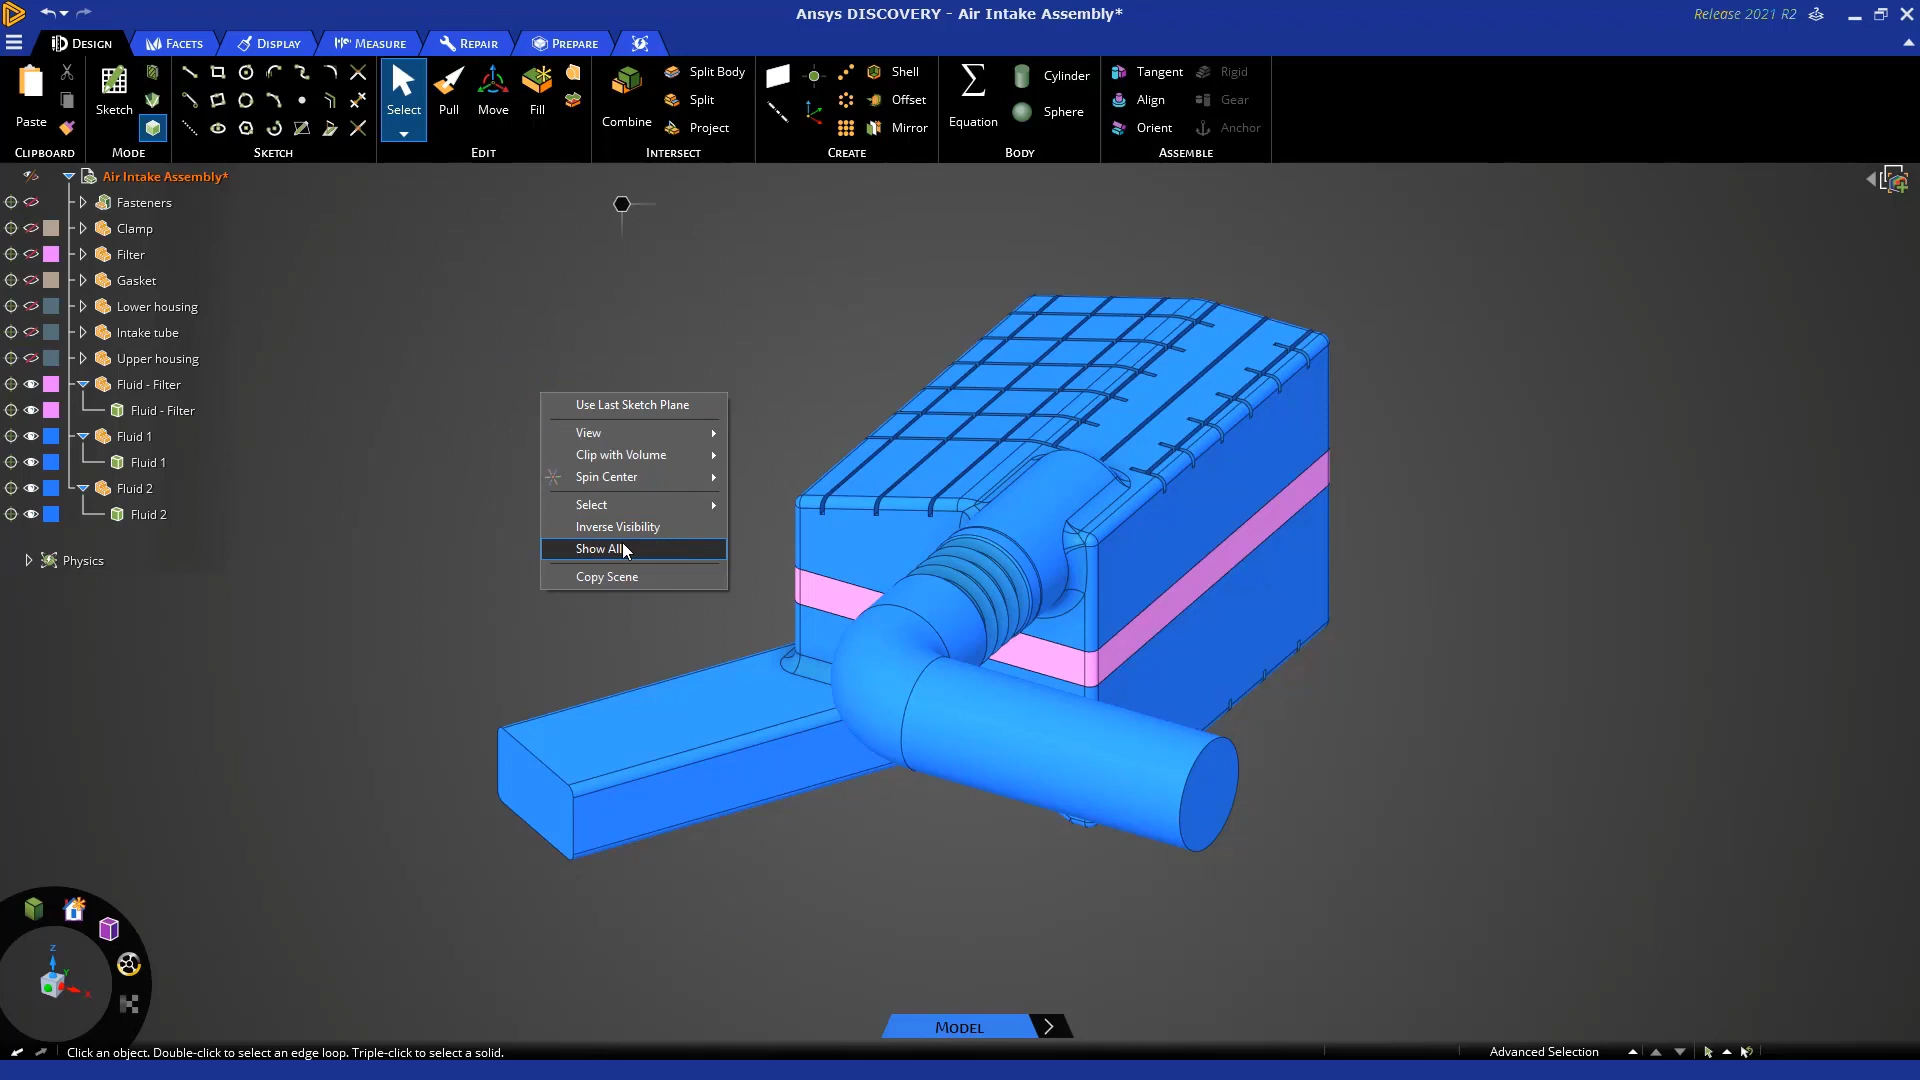 Ansys DISCOVERY - Air Intake Assembly*
Release 2021 R2
DESIGN
FACETS
DISPLAY
MEASURE
REPAIR
PREPARE
Paste
Sketch
Select
Pull
Move
Fill
Combine
Split Body
Split
Project
Shell
Offset
Mirror
Equation
Cylinder
Sphere
Tangent
Align
Orient
Rigid
Gear
Anchor
CLIPBOARD
MODE
SKETCH
EDIT
INTERSECT
CREATE
BODY
ASSEMBLE
Air Intake Assembly*
Fasteners
Clamp
Filter
Gasket
Lower housing
Intake tube
Upper housing
Fluid - Filter
Fluid - Filter
Fluid 1
Fluid 1
Fluid 2
Fluid 2
Physics
Use Last Sketch Plane
View
Clip with Volume
Spin Center
Select
Inverse Visibility
Show All
Copy Scene
Z
Y
X
MODEL
Click an object. Double-click to select an edge loop. Triple-click to select a solid.
Advanced Selection